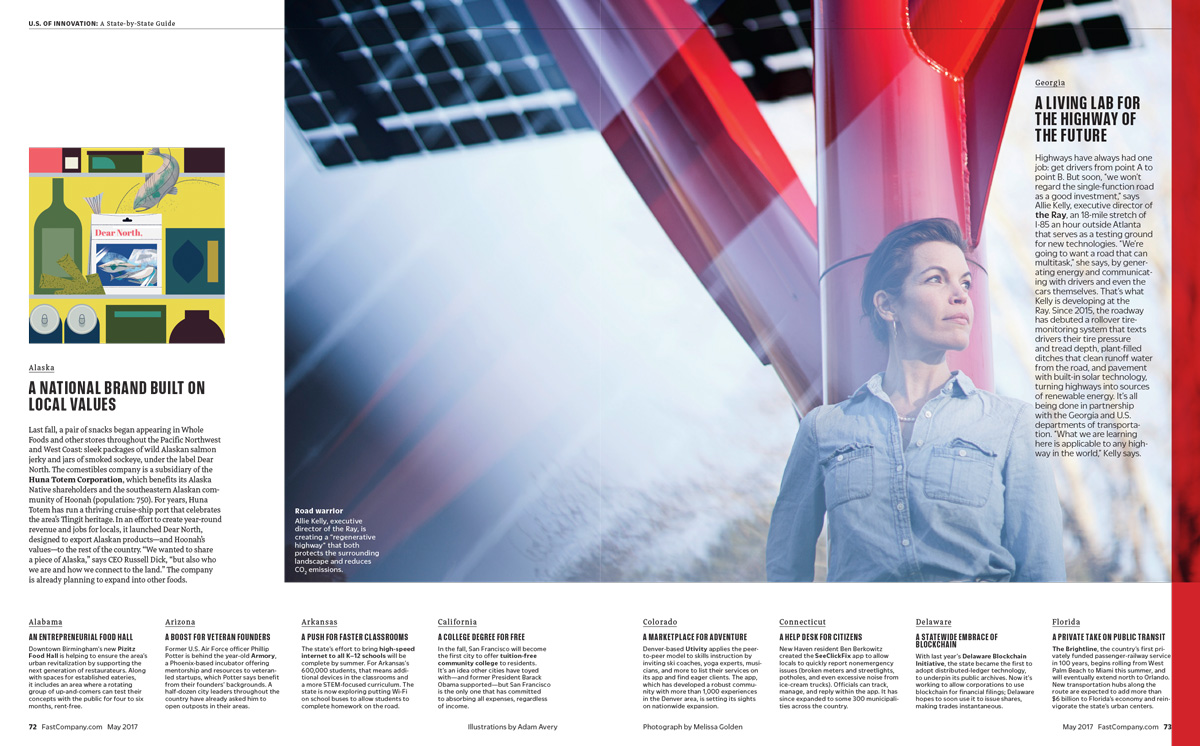 U.S. OF INNOVATION: A State-by-State Guide
Dear North.
Alaska
A NATIONAL BRAND BUILT ON
LOCAL VALUES
Last fall, a pair of snacks began appearing in Whole
Foods and other stores throughout the Pacific Northwest
and West Coast: sleek packages of wild Alaskan salmon
jerky and jars of smoked sockeye, under the label Dear
North. The comestibles company is a subsidiary of the
Huna Totem Corporation, which benefits its Alaska
Native shareholders and the southeastern Alaskan com-
munity of Hoonah (population: 750). For years, Huna
Totem has run a thriving cruise-ship port that celebrates
the area's Tlingit heritage. In an effort to create year-round
revenue and jobs for locals, it launched Dear North,
designed to export Alaskan products—and Hoonah's
values—to the rest of the country. "We wanted to share
a piece of Alaska," says CEO Russell Dick, "but also who
we are and how we connect to the land." The company
is already planning to expand into other foods.
Road warrior
Allie Kelly, executive
director of the Ray, is
creating a "regenerative
highway" that both
protects the surrounding
landscape and reduces
CO2 emissions.
Georgia
A LIVING LAB FOR
THE HIGHWAY OF
THE FUTURE
Highways have always had one
job: get drivers from point A to
point B. But soon, "we won't
regard the single-function road
as a good investment," says
Allie Kelly, executive director of
the Ray, an 18-mile stretch of
I-85 an hour outside Atlanta
that serves as a testing ground
for new technologies. "We're
going to want a road that can
multitask," she says, by gener-
ating energy and communicat-
ing with drivers and even the
cars themselves. That's what
Kelly is developing at the
Ray. Since 2015, the roadway
has debuted a rollover tire-
monitoring system that texts
drivers their tire pressure
and tread depth, plant-filled
ditches that clean runoff water
from the road, and pavement
with built-in solar technology,
turning highways into sources
of renewable energy. It's all
being done in partnership
with the Georgia and U.S.
departments of transporta-
tion. "What we are learning
here is applicable to any high-
way in the world," Kelly says.
Alabama
AN ENTREPRENEURIAL FOOD HALL
Downtown Birmingham's new Pizitz
Food Hall is helping to ensure the area's
urban revitalization by supporting the
next generation of restaurateurs. Along
with spaces for established eateries,
it includes an area where a rotating
group of up-and-comers can test their
concepts with the public for four to six
months, rent-free.
Arizona
A BOOST FOR VETERAN FOUNDERS
Former U.S. Air Force officer Phillip
Potter is behind the year-old Armory,
a Phoenix-based incubator offering
mentorship and resources to veteran-
led startups, which Potter says benefit
from their founders' backgrounds. A
half-dozen city leaders throughout the
country have already asked him to
open outposts in their areas.
Arkansas
A PUSH FOR FASTER CLASSROOMS
The state's effort to bring high-speed
internet to all K–12 schools will be
complete by summer. For Arkansas's
600,000 students, that means addi-
tional devices in the classrooms and
a more STEM-focused curriculum. The
state is now exploring putting Wi-Fi
on school buses to allow students to
complete homework on the road.
California
A COLLEGE DEGREE FOR FREE
In the fall, San Francisco will become
the first city to offer tuition-free
community college to residents.
It's an idea other cities have toyed
with—and former President Barack
Obama supported—but San Francisco
is the only one that has committed
to absorbing all expenses, regardless
of income.
Colorado
A MARKETPLACE FOR ADVENTURE
Denver-based Utivity applies the peer-
to-peer model to skills instruction by
inviting ski coaches, yoga experts, musi-
cians, and more to list their services on
its app and find eager clients. The app,
which has developed a robust commu-
nity with more than 1,000 experiences
in the Denver area, is setting its sights
on nationwide expansion.
Connecticut
A HELP DESK FOR CITIZENS
New Haven resident Ben Berkowitz
created the SeeClickFix app to allow
locals to quickly report nonemergency
issues (broken meters and streetlights,
potholes, and even excessive noise from
ice-cream trucks). Officials can track,
manage, and reply within the app. It has
since expanded to some 300 municipali-
ties across the country.
Delaware
A STATEWIDE EMBRACE OF
BLOCKCHAIN
With last year's Delaware Blockchain
Initiative, the state became the first to
adopt distributed-ledger technology,
to underpin its public archives. Now it's
working to allow corporations to use
blockchain for financial filings; Delaware
hopes to soon use it to issue shares,
making trades instantaneous.
Florida
A PRIVATE TAKE ON PUBLIC TRANSIT
The Brightline, the country's first pri-
vately funded passenger-railway service
in 100 years, begins rolling from West
Palm Beach to Miami this summer, and
will eventually extend north to Orlando.
New transportation hubs along the
route are expected to add more than
$6 billion to Florida's economy and rein-
vigorate the state's urban centers.
72 FastCompany.com May 2017
Illustrations by Adam Avery
Photograph by Melissa Golden
May 2017 FastCompany.com 73